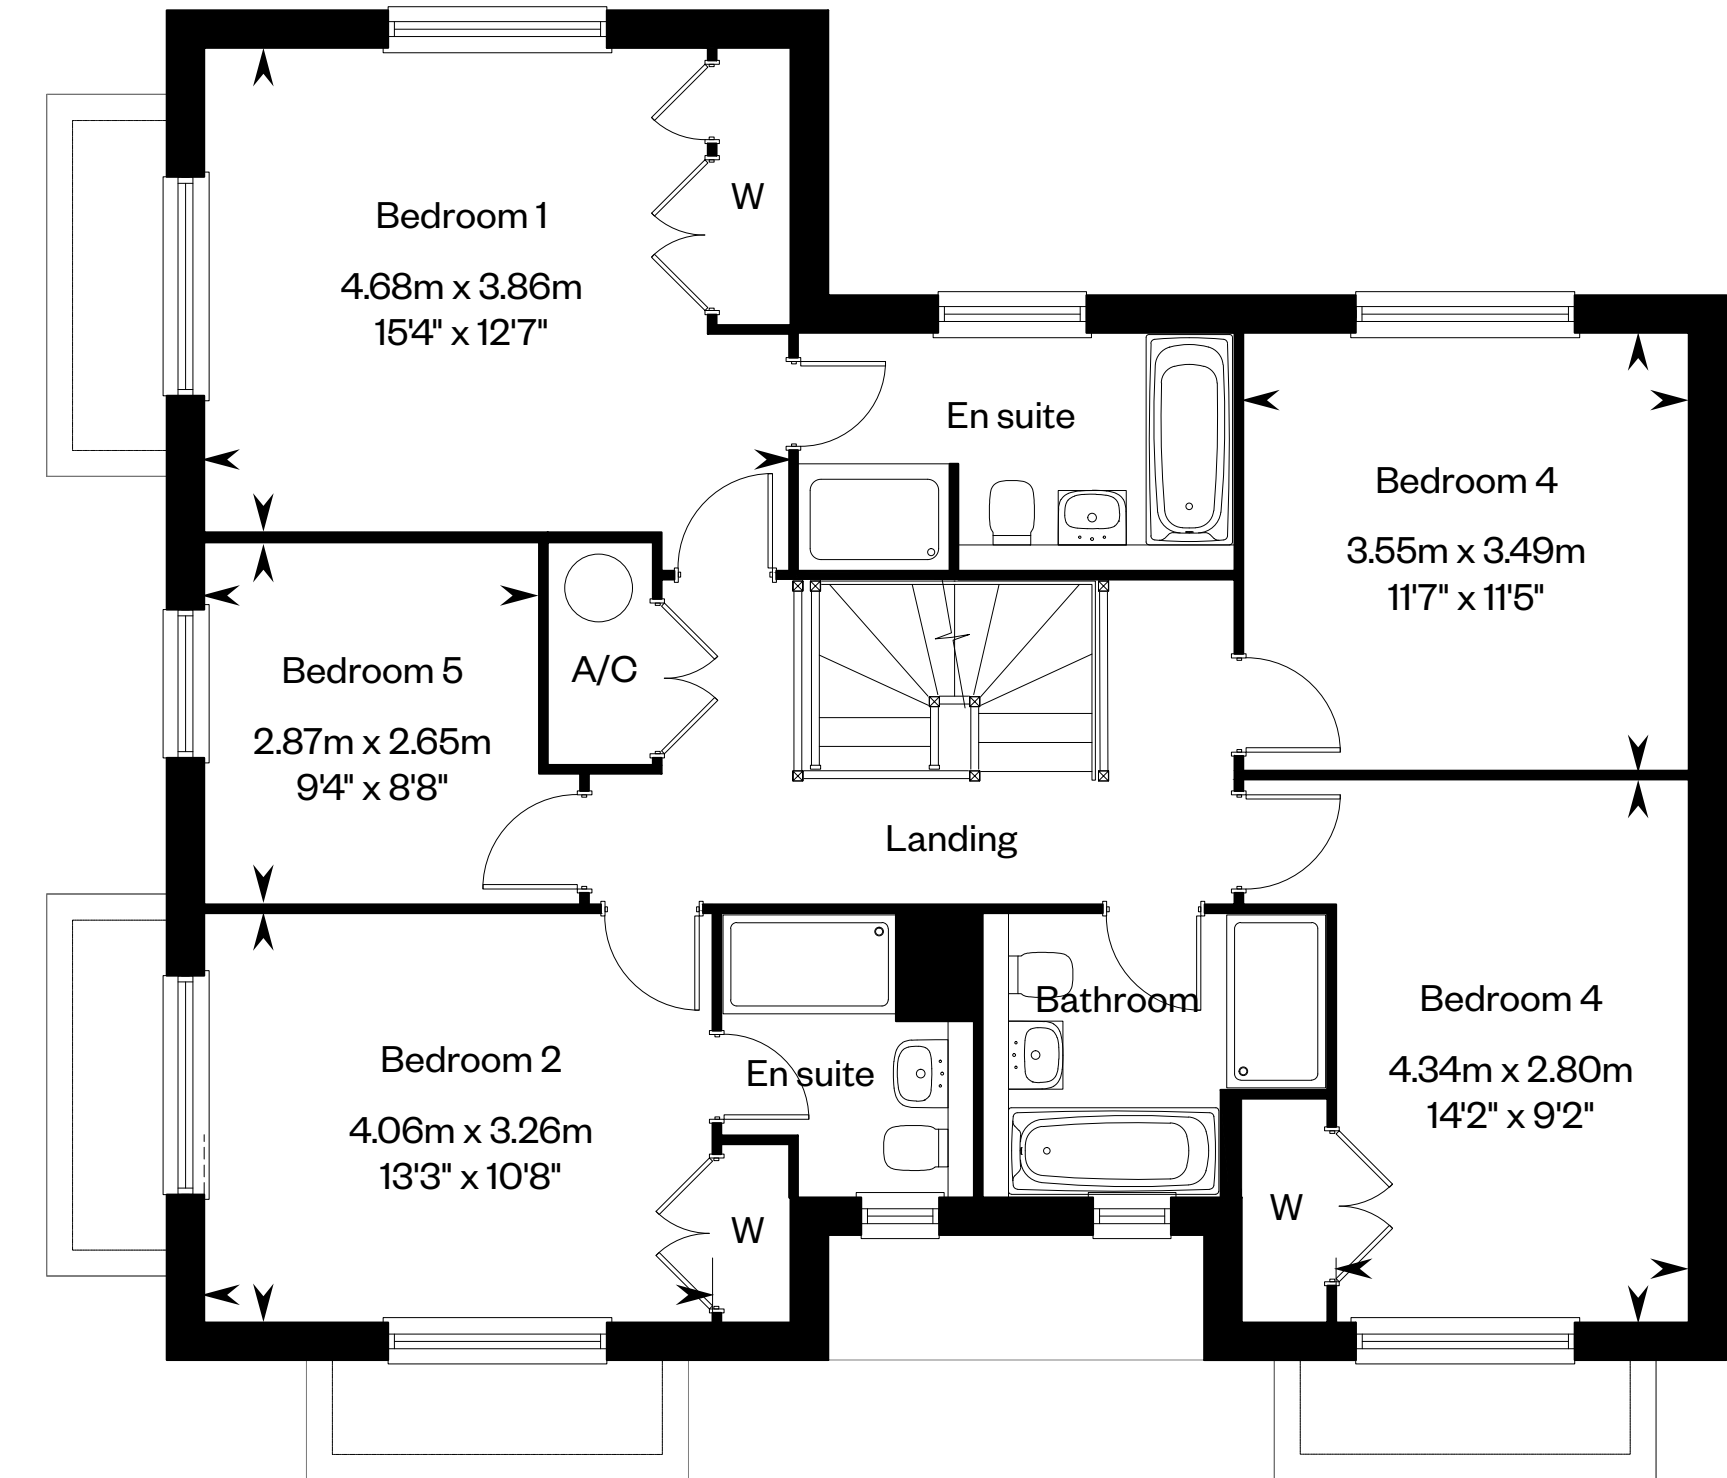 W
Bedroom 1
4.68m x 3.86m
15'4" x 12'7"
En suite
Bedroom 4
3.55m x 3.49m
11'7" x 11'5"
Bedroom 5
2.87m x 2.65m
9'4" x 8'8"
A/C
Landing
Bedroom 2
4.06m x 3.26m
13'3" x 10'8"
En suite
W
Bathroom
Bedroom 4
4.34m x 2.80m
14'2" x 9'2"
W